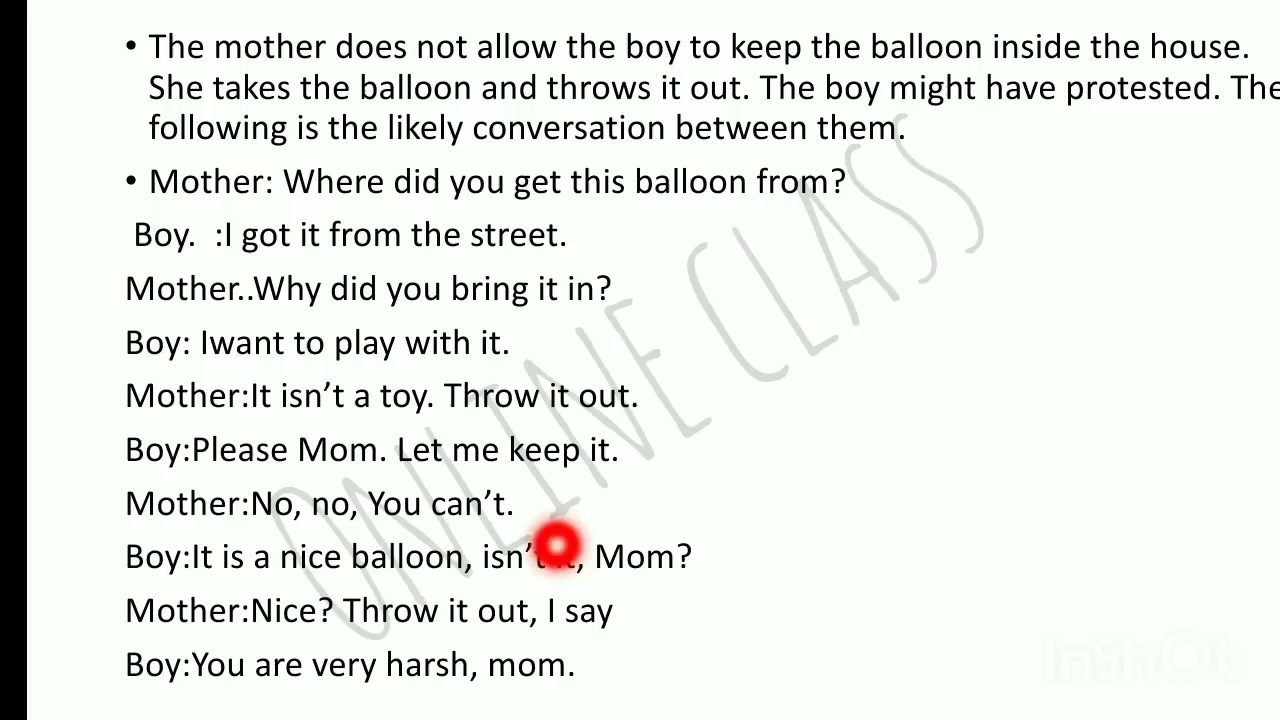 • The mother does not allow the boy to keep the balloon inside the house.
She takes the balloon and throws it out. The boy might have protested. The
following is the likely conversation between them.
• Mother: Where did you get this balloon from?
Boy. :I got it from the street.
Mother..Why did you bring it in?
Boy: Iwant to play with it.
Mother:It isn't a toy. Throw it out.
Boy:Please Mom. Let me keep it.
Mother:No, no, You can't.
Boy:It is a nice balloon, isn't it, Mom?
Mother:Nice? Throw it out, I say
Boy:You are very harsh, mom.
ONLINE CLASS
InShOt